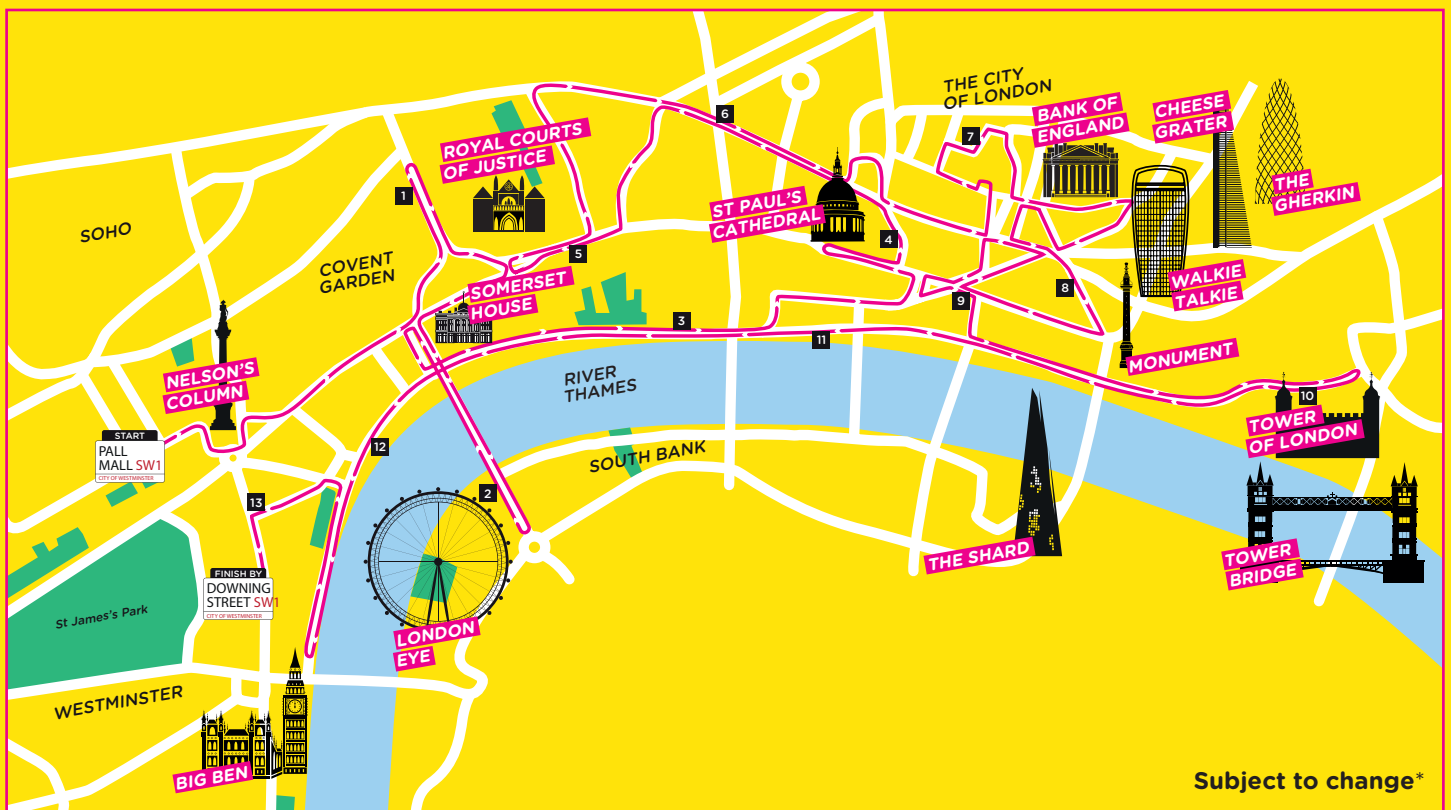 THE CITY
OF LONDON
BANK OF
ENGLAND
CHEESE
GRATER
6
7
ROYAL COURTS
OF JUSTICE
THE
GHERKIN
1
ST PAUL'S
CATHEDRAL
SOHO
4
5
COVENT
GARDEN
SOMERSET
HOUSE
WALKIE
TALKIE
8
9
3
11
MONUMENT
NELSON'S
COLUMN
RIVER
THAMES
10
TOWER
OF LONDON
START
PALL
MALL SW1
CITY OF WESTMINSTER
12
SOUTH BANK
2
13
THE SHARD
TOWER
BRIDGE
FINISH BY
DOWNING
STREET SW1
CITY OF WESTMINSTER
St James's Park
LONDON
EYE
WESTMINSTER
BIG BEN
Subject to change*